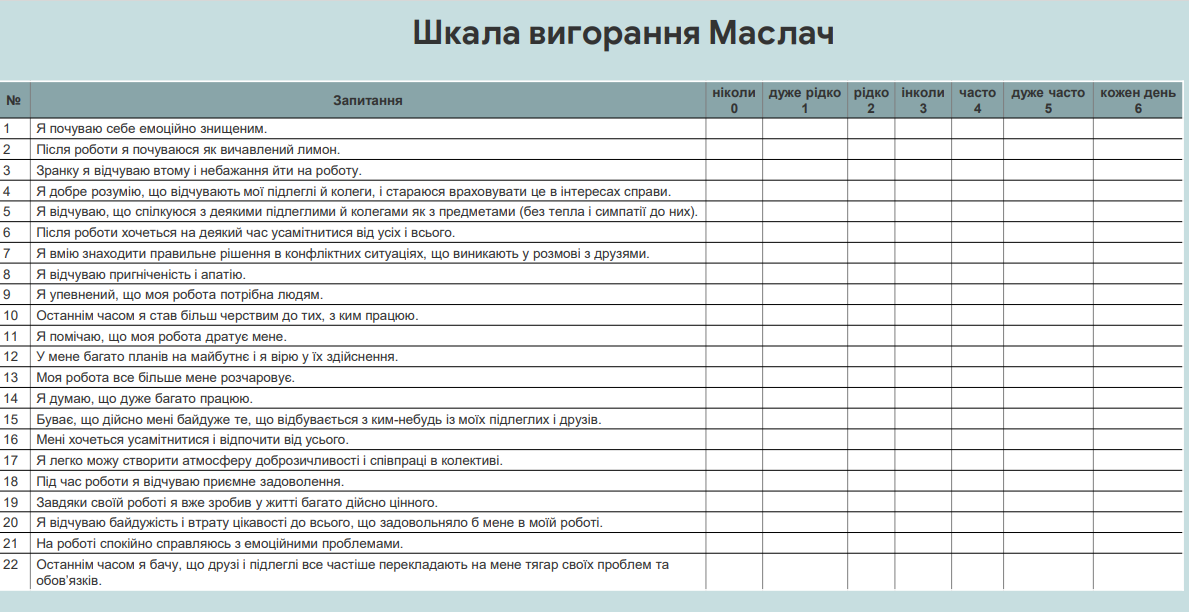 Шкала вигорання Маслач
№ Запитання ніколи 0 дуже рідко 1 рідко 2 інколи 3 часто 4 дуже часто 5 кожен день 6
1 Я почуваю себе емоційно знищеним.
2 Після роботи я почуваюся як вичавлений лимон.
3 Зранку я відчуваю втому і небажання йти на роботу.
4 Я добре розумію, що відчувають мої підлеглі й колеги, і стараюся враховувати це в інтересах справи.
5 Я відчуваю, що спілкуюся з деякими підлеглими й колегами як з предметами (без тепла і симпатії до них).
6 Після роботи хочеться на деякий час усамітнитися від усіх і всього.
7 Я вмію знаходити правильне рішення в конфліктних ситуаціях, що виникають у розмові з друзями.
8 Я відчуваю пригніченість і апатію.
9 Я упевнений, що моя робота потрібна людям.
10 Останнім часом я став більш черствим до тих, з ким працюю.
11 Я помічаю, що моя робота дратує мене.
12 У мене багато планів на майбутнє і я вірю у їх здійснення.
13 Моя робота все більше мене розчаровує.
14 Я думаю, що дуже багато працюю.
15 Буває, що дійсно мені байдуже те, що відбувається з ким-небудь із моїх підлеглих і друзів.
16 Мені хочеться усамітнитися і відпочити від усього.
17 Я легко можу створити атмосферу доброзичливості і співпраці в колективі.
18 Під час роботи я відчуваю приємне задоволення.
19 Завдяки своїй роботі я вже зробив у житті багато дійсно цінного.
20 Я відчуваю байдужість і втрату цікавості до всього, що задовольняло б мене в моїй роботі.
21 На роботі спокійно справляюсь з емоційними проблемами.
22 Останнім часом я бачу, що друзі і підлеглі все частіше перекладають на мене тягар своїх проблем та
обов’язків.